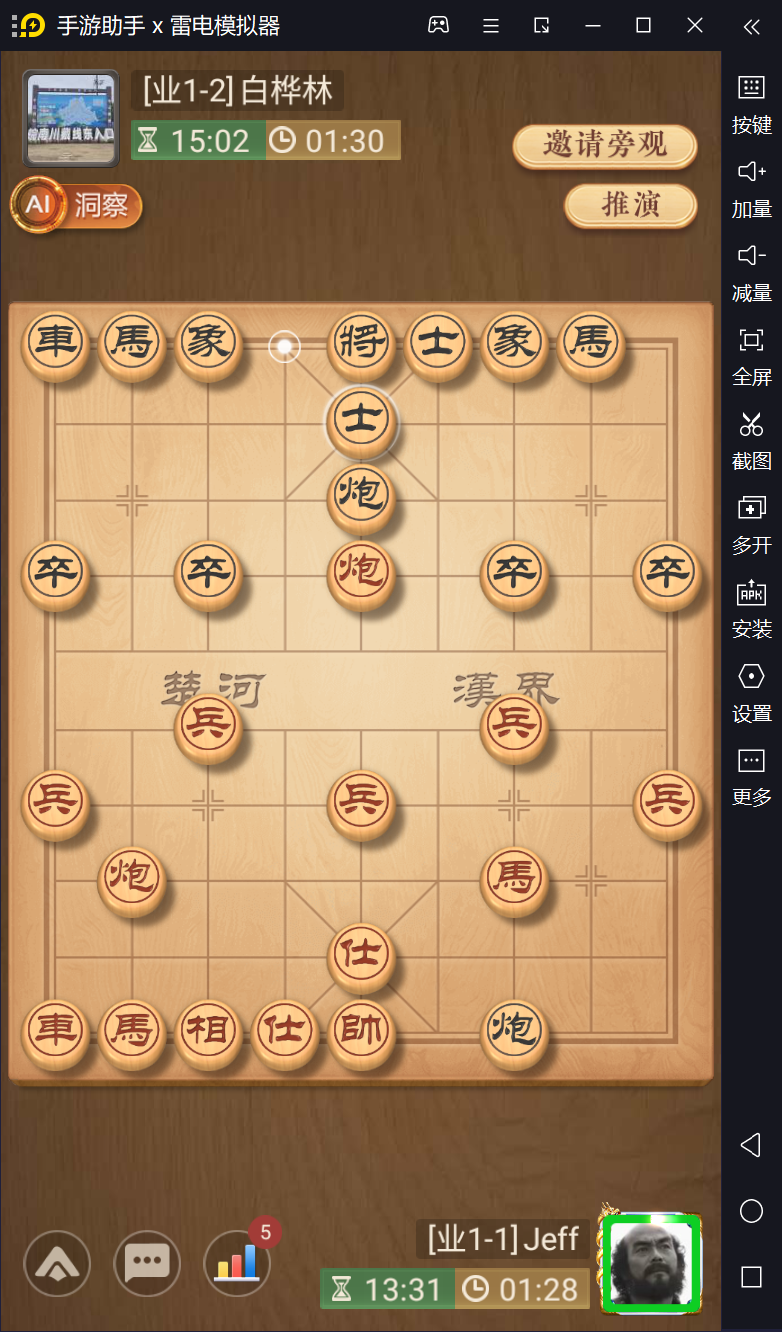 手游助手 x 雷电模拟器
[业1-2] 白桦林
15:02 01:30
邀请旁观
AI 洞察
推演
按键
加量
减量
全屏
截图
多开
APK
安装
设置
更多
車 馬 象 將 士 象 馬
士
炮
卒 卒 炮 卒 卒
楚河 漢界
兵 兵
兵 兵 兵
炮 馬
仕
車 馬 相 仕 帥 炮
5
[业1-1] Jeff
13:31 01:28